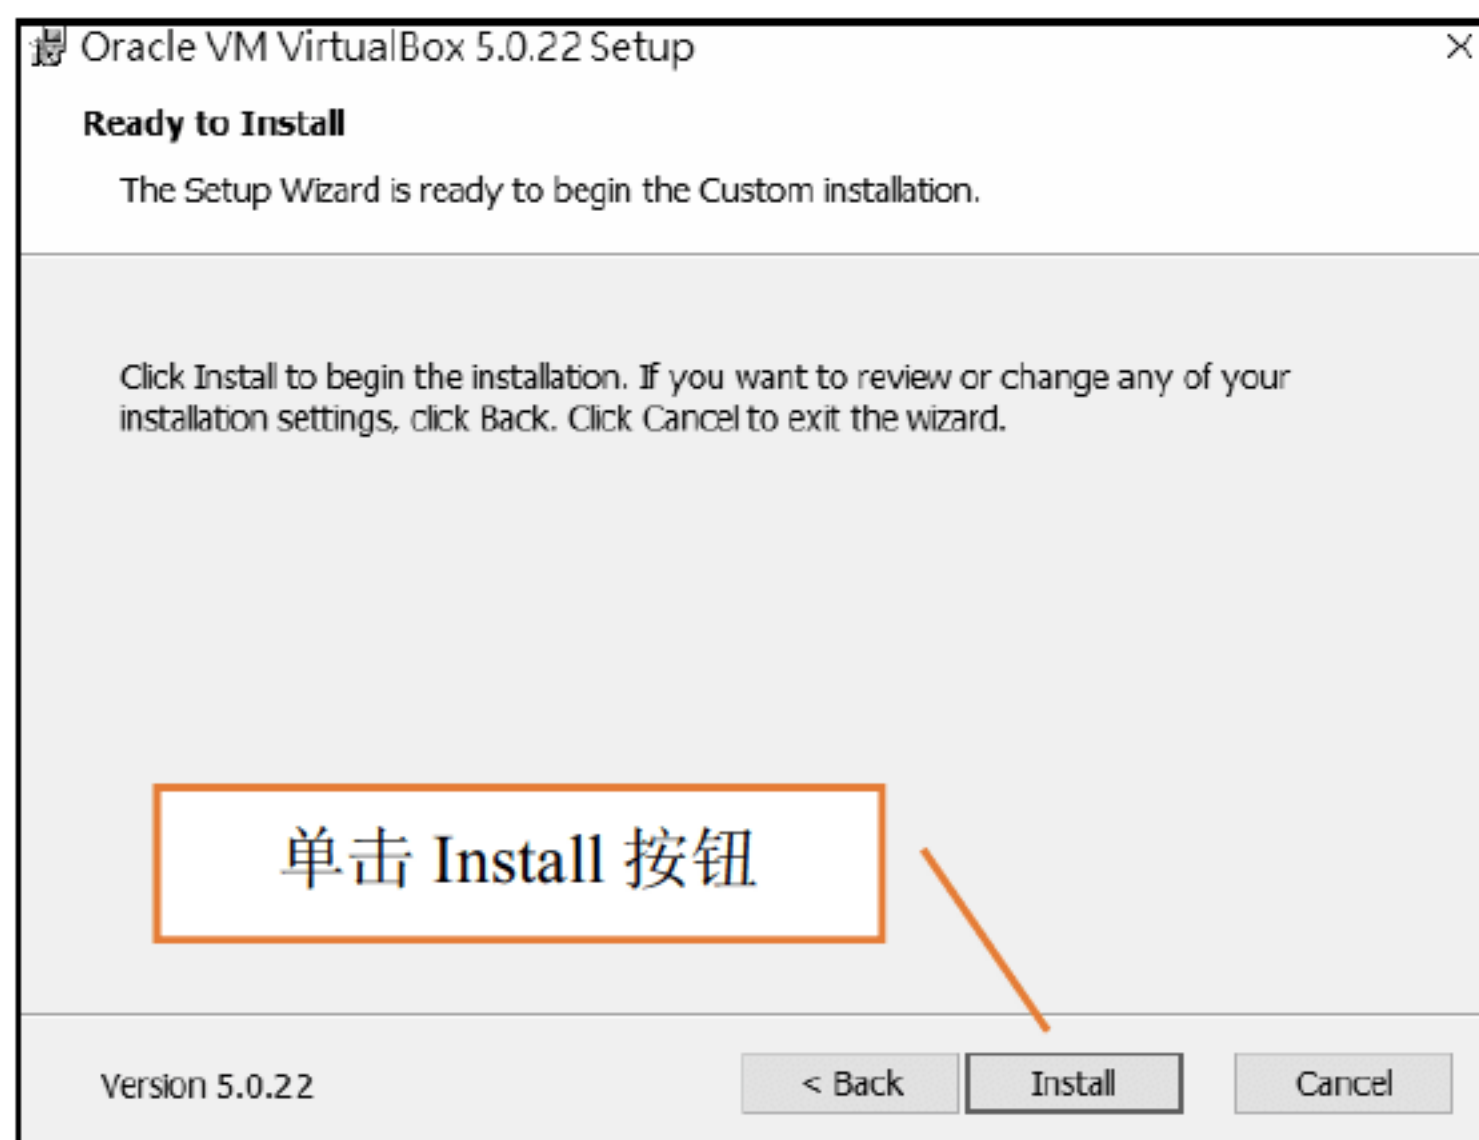 Oracle VM VirtualBox 5.0.22 Setup
Ready to Install
The Setup Wizard is ready to begin the Custom installation.
Click Install to begin the installation. If you want to review or change any of your
installation settings, click Back. Click Cancel to exit the wizard.
单击 Install 按钮
Version 5.0.22
< Back
Install
Cancel